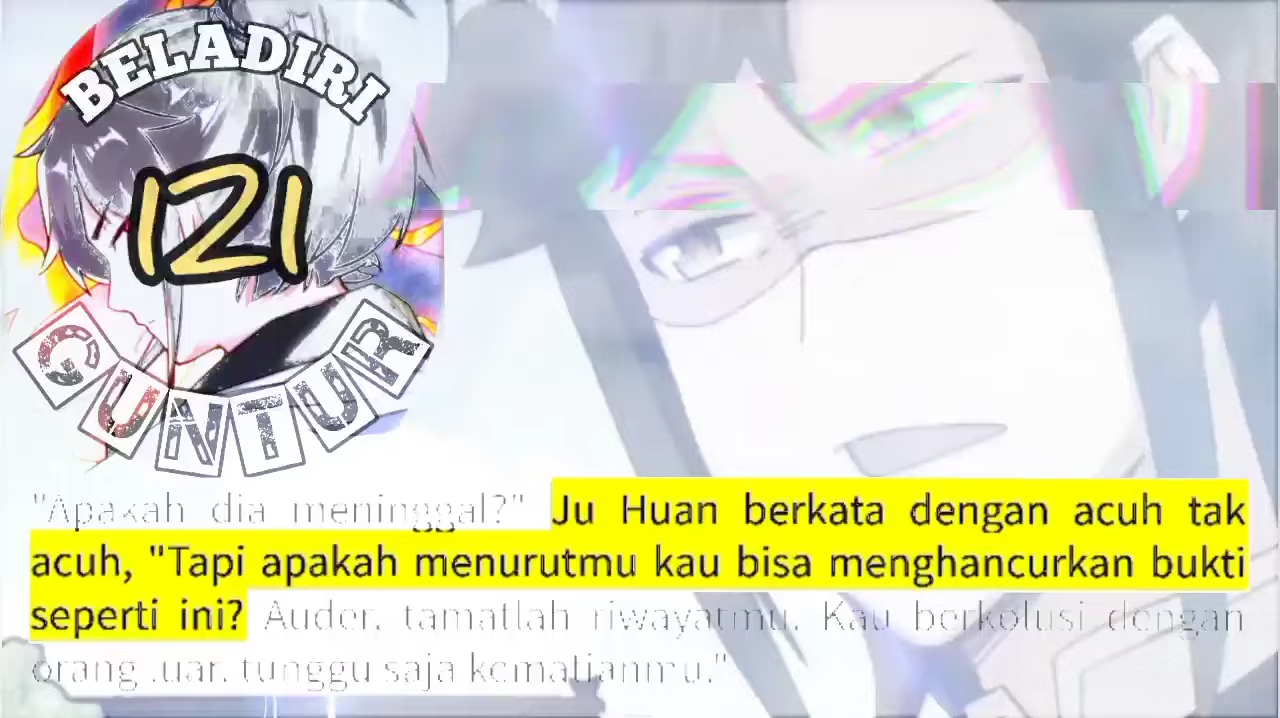 BELADIRI
121
GUNTUR
"Apakah dia meninggal?" Ju Huan berkata dengan acuh tak
acuh, "Tapi apakah menurutmu kau bisa menghancurkan bukti
seperti ini? Auder, tamatlah riwayatmu. Kau berkolusi dengan
orang luar, tunggu saja kematianmu."